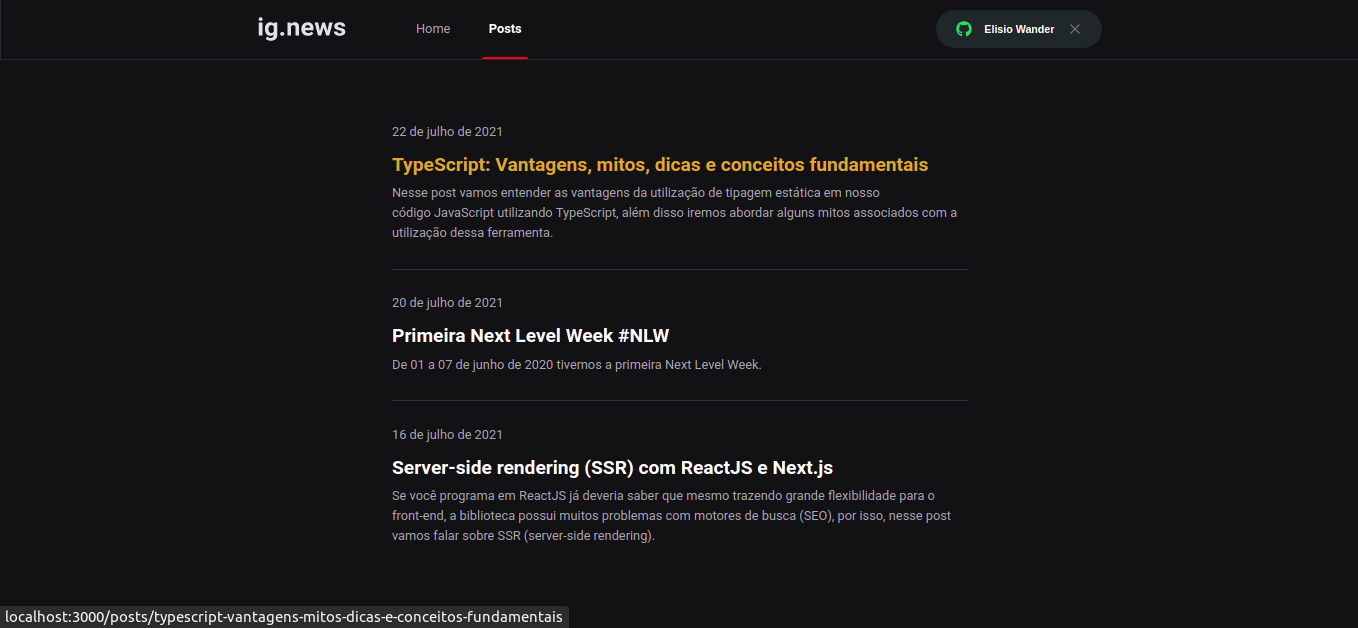 ig.news
Home
Posts
Elisio Wander
22 de julho de 2021
TypeScript: Vantagens, mitos, dicas e conceitos fundamentais
Nesse post vamos entender as vantagens da utilização de tipagem estática em nosso
código JavaScript utilizando TypeScript, além disso iremos abordar alguns mitos associados com a
utilização dessa ferramenta.
20 de julho de 2021
Primeira Next Level Week #NLW
De 01 a 07 de junho de 2020 tivemos a primeira Next Level Week.
16 de julho de 2021
Server-side rendering (SSR) com ReactJS e Next.js
Se você programa em ReactJS já deveria saber que mesmo trazendo grande flexibilidade para o
front-end, a biblioteca possui muitos problemas com motores de busca (SEO), por isso, nesse post
vamos falar sobre SSR (server-side rendering).
localhost:3000/posts/typescript-vantagens-mitos-dicas-e-conceitos-fundamentais